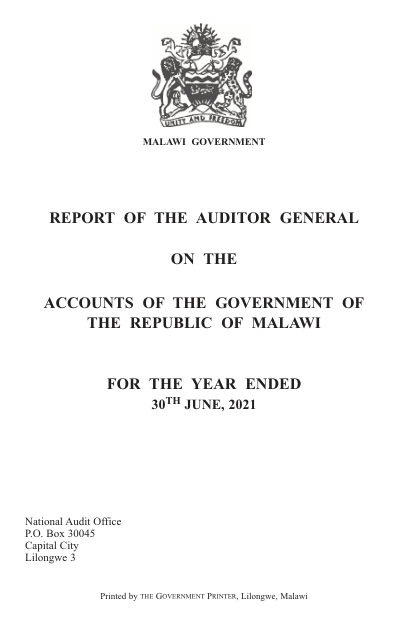 UNITY AND FREEDOM
MALAWI GOVERNMENT
REPORT OF THE AUDITOR GENERAL
ON THE
ACCOUNTS OF THE GOVERNMENT OF
THE REPUBLIC OF MALAWI
FOR THE YEAR ENDED
30TH JUNE, 2021
National Audit Office
P.O. Box 30045
Capital City
Lilongwe 3
Printed by THE GOVERNMENT PRINTER, Lilongwe, Malawi